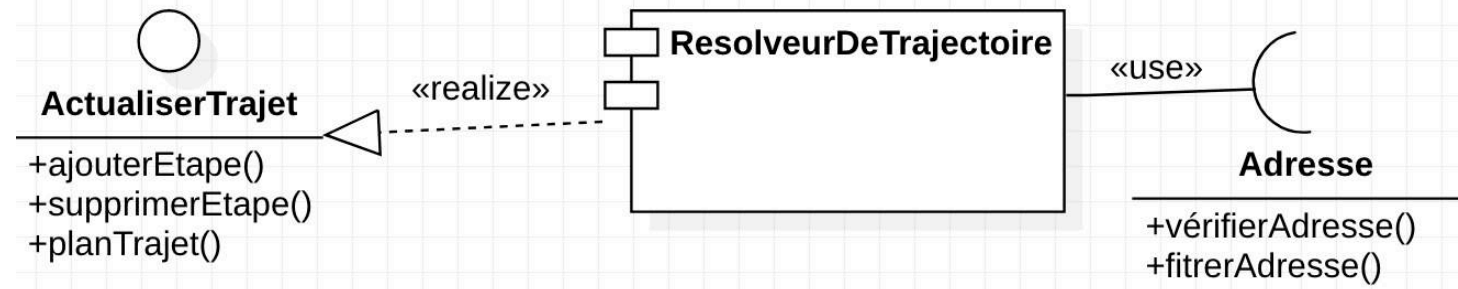 ActualiserTrajet
+ajouterEtape()
+supprimerEtape()
+planTrajet()
«realize»
ResolveurDeTrajectoire
«use»
Adresse
+vérifierAdresse()
+fitrerAdresse()